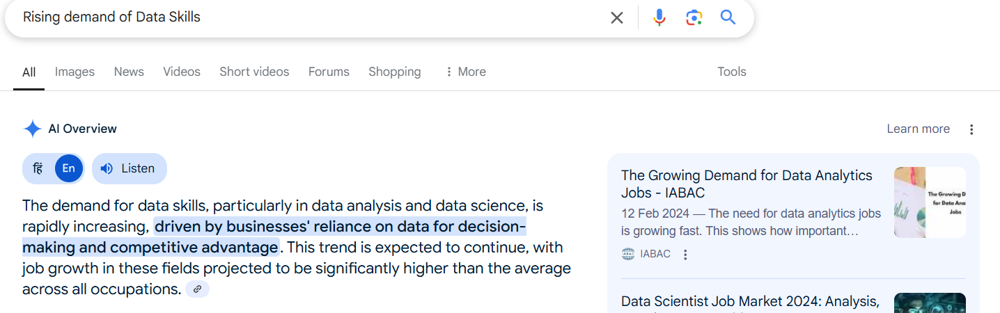 Rising demand of Data Skills
All Images News Videos Short videos Forums Shopping More Tools
AI Overview
Learn more
हिं En Listen
The demand for data skills, particularly in data analysis and data science, is
rapidly increasing, driven by businesses' reliance on data for decision-
making and competitive advantage. This trend is expected to continue, with
job growth in these fields projected to be significantly higher than the average
across all occupations.
The Growing Demand for Data Analytics
Jobs - IABAC
12 Feb 2024 — The need for data analytics jobs
is growing fast. This shows how important...
IABAC
IABAC
The Growing D
for Data Ana
Jobs
Data Scientist Job Market 2024: Analysis,